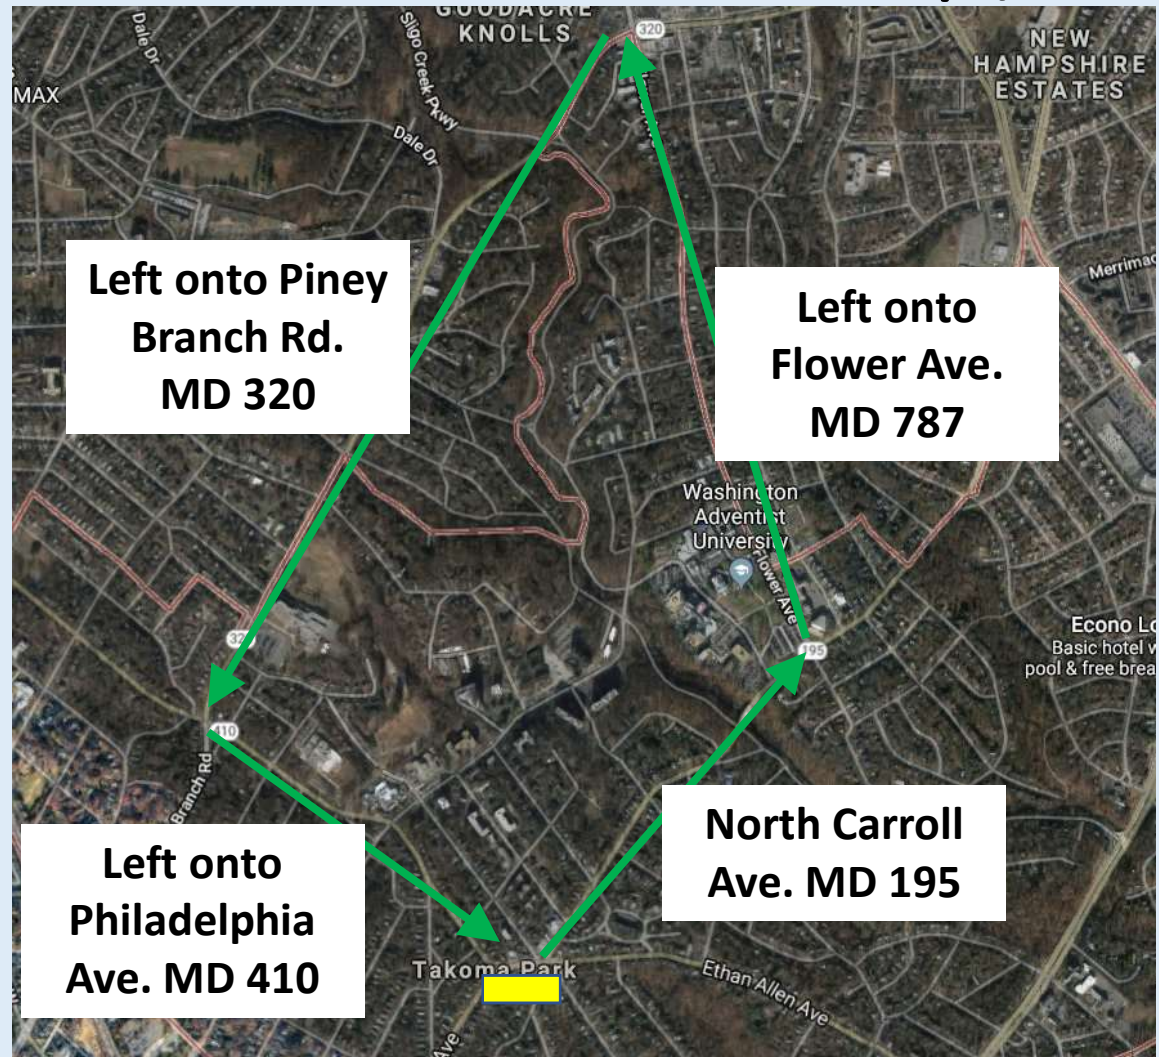 GOODACRE
KNOLLS
320
NEW
HAMPSHIRE
ESTATES
Dale Dr
Sligo Creek Pkwy
MAX
Dale Dr
Merrimac
Left onto Piney
Branch Rd.
MD 320
Left onto
Flower Ave.
MD 787
Washington
Adventist
University
Flower Ave
195
Econo Lo
Basic hotel w
pool & free brea
410
Branch Rd
North Carroll
Ave. MD 195
Left onto
Philadelphia
Ave. MD 410
Takoma Park
Ethan Allen Ave
Ave